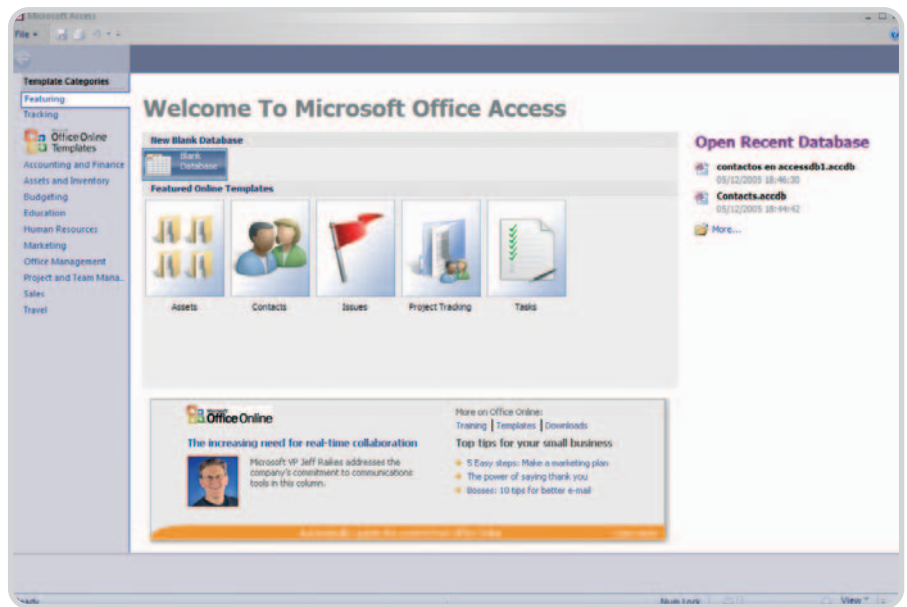 Microsoft Access
File
Template Categories
Featuring
Tracking
Microsoft
Office Online
Templates
Accounting and Finance
Assets and Inventory
Budgeting
Education
Human Resources
Marketing
Office Management
Project and Team Mana...
Sales
Travel
Welcome To Microsoft Office Access
New Blank Database
Blank
Database
Featured Online Templates
Assets
Contacts
Issues
Project Tracking
Tasks
Open Recent Database
contactos en accessdb1.accdb
05/12/2005 18:46:30
Contacts.accdb
05/12/2005 18:44:42
More...
Microsoft
Office Online
The increasing need for real-time collaboration
Microsoft VP Jeff Raikes addresses the
company's commitment to communications
tools in this column.
More on Office Online:
Training | Templates | Downloads
Top tips for your small business
5 Easy steps: Make a marketing plan
The power of saying thank you
Bosses: 10 tips for better e-mail
Ready
Num Lock
View